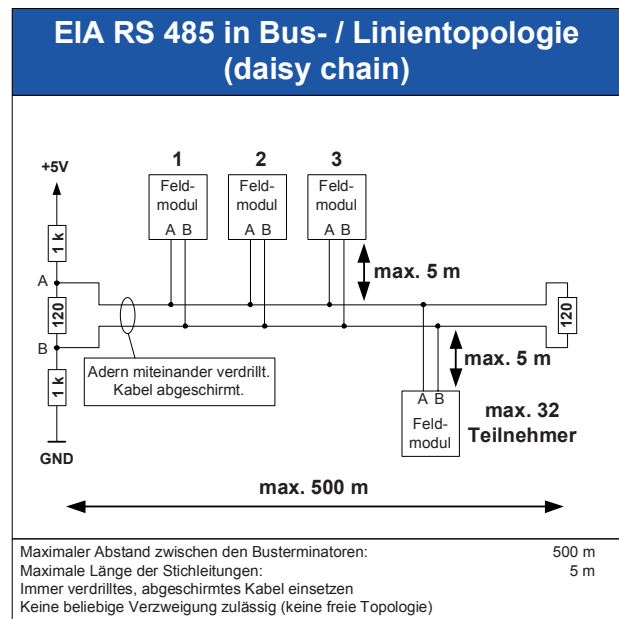 EIA RS 485 in Bus- / Linientopologie
(daisy chain)
1
2
3
+5V
Feld-
modul
A B
Feld-
modul
A B
Feld-
modul
A B
1 k
A
max. 5 m
120
120
B
Adern miteinander verdrillt.
Kabel abgeschirmt.
max. 5 m
1 k
A B
Feld-
modul
max. 32
Teilnehmer
GND
max. 500 m
Maximaler Abstand zwischen den Busterminatoren: 500 m
Maximale Länge der Stichleitungen: 5 m
Immer verdrilltes, abgeschirmtes Kabel einsetzen
Keine beliebige Verzweigung zulässig (keine freie Topologie)